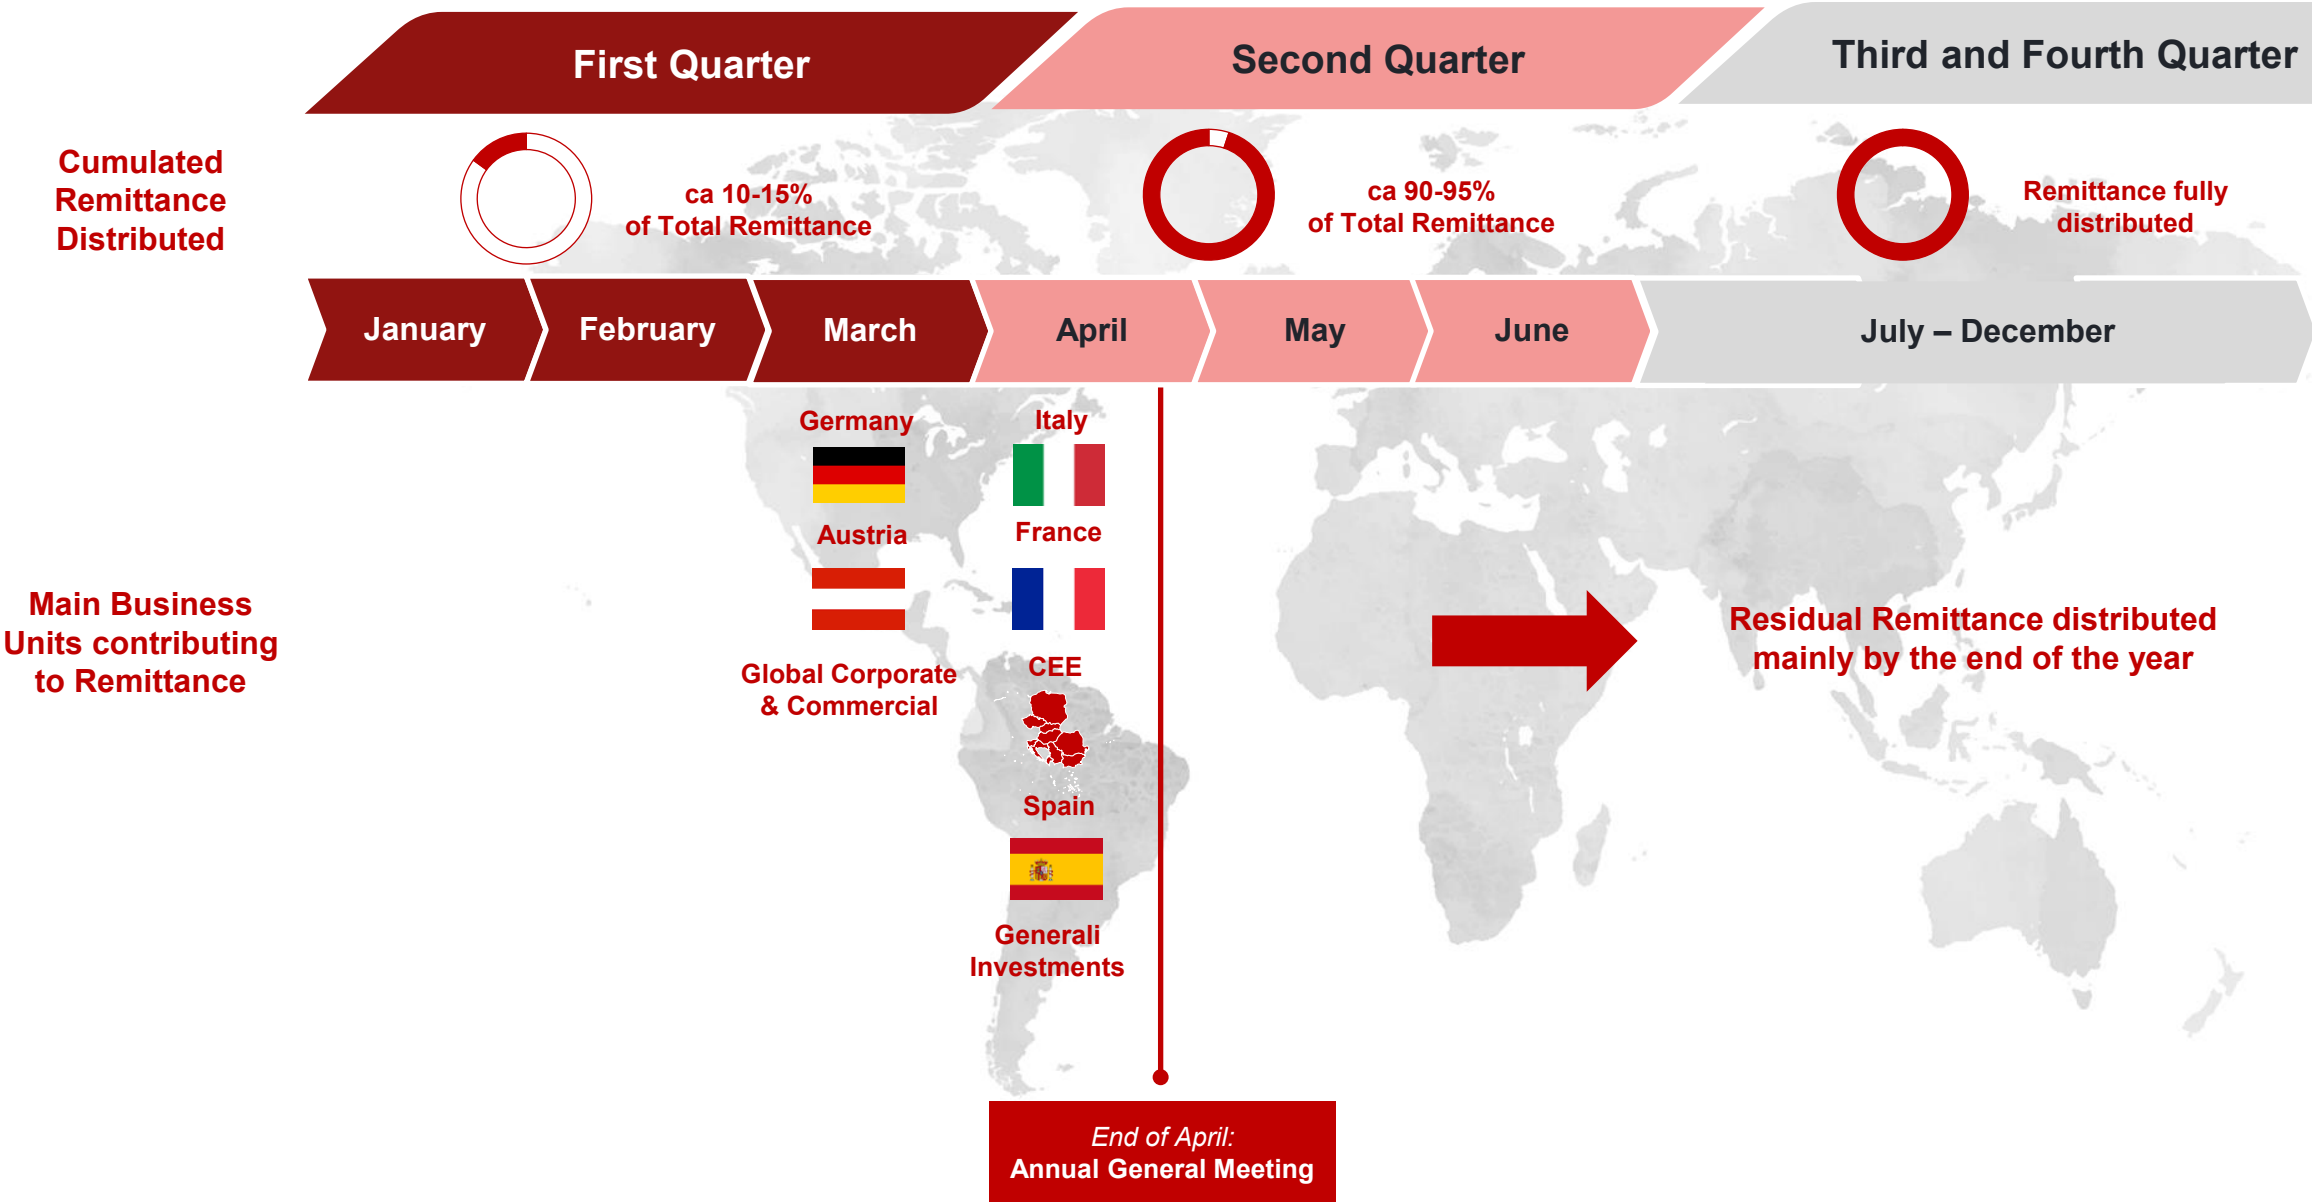 First Quarter
Second Quarter
Third and Fourth Quarter
Cumulated
Remittance
Distributed
ca 10-15%
of Total Remittance
ca 90-95%
of Total Remittance
Remittance fully
distributed
January
February
March
April
May
June
July – December
Main Business
Units contributing
to Remittance
Germany
Austria
Global Corporate
& Commercial
Italy
France
CEE
Spain
Generali
Investments
Residual Remittance distributed
mainly by the end of the year
End of April:
Annual General Meeting